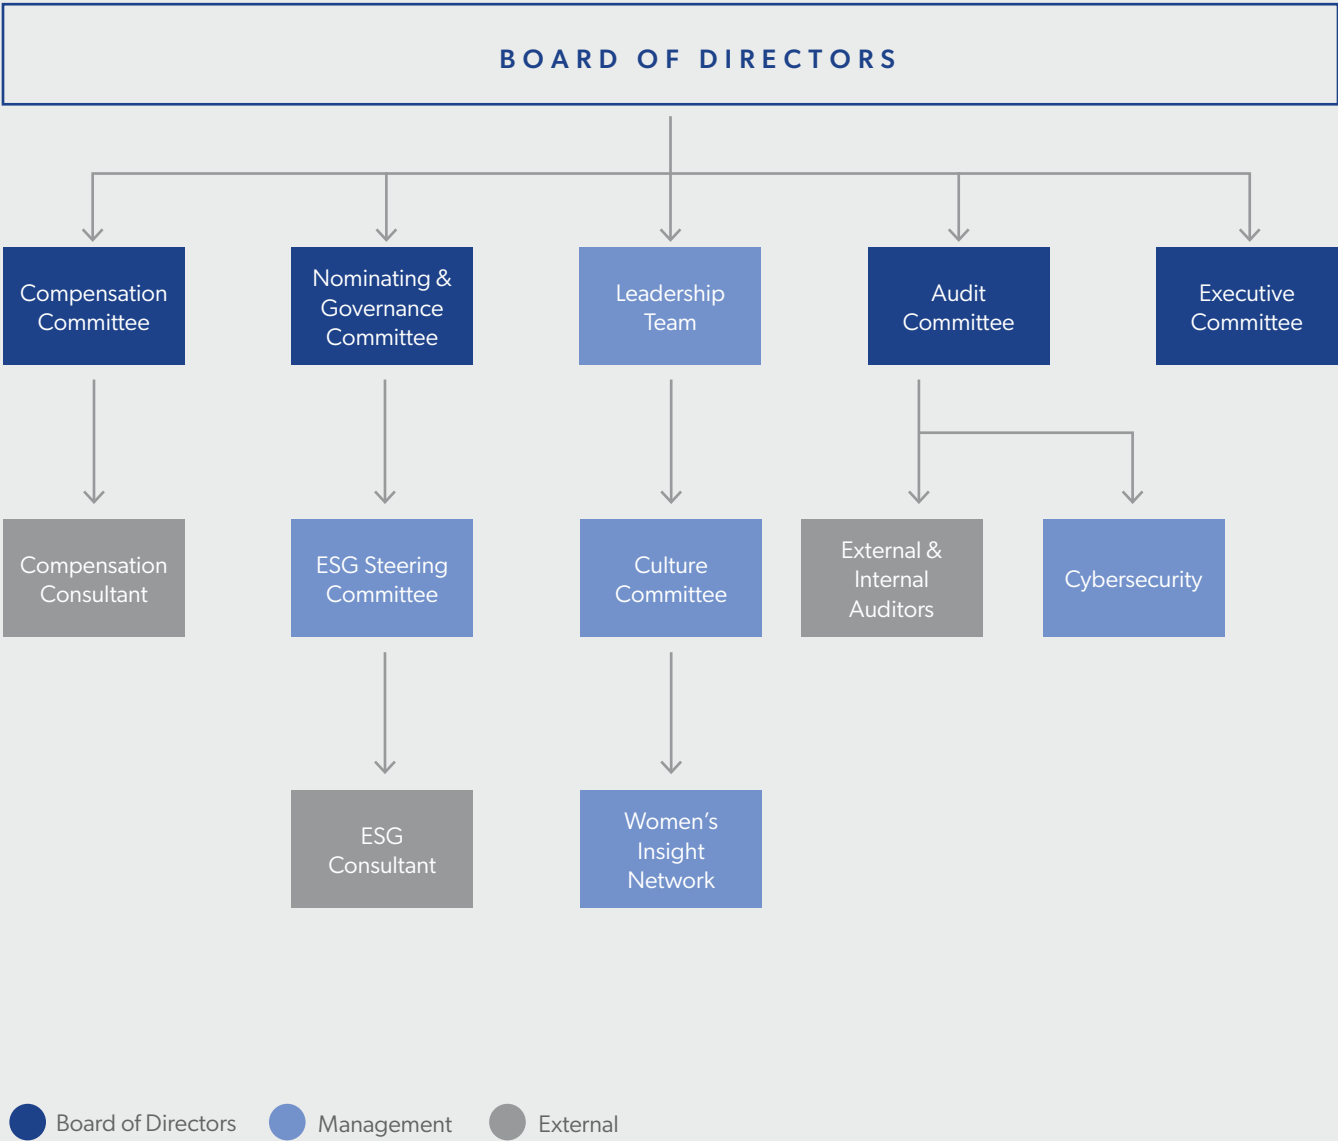 BOARD OF DIRECTORS
Compensation
Committee
Nominating &
Governance
Committee
Leadership
Team
Audit
Committee
Executive
Committee
Compensation
Consultant
ESG Steering
Committee
Culture
Committee
External &
Internal
Auditors
Cybersecurity
ESG
Consultant
Women’s
Insight
Network
Board of Directors
Management
External